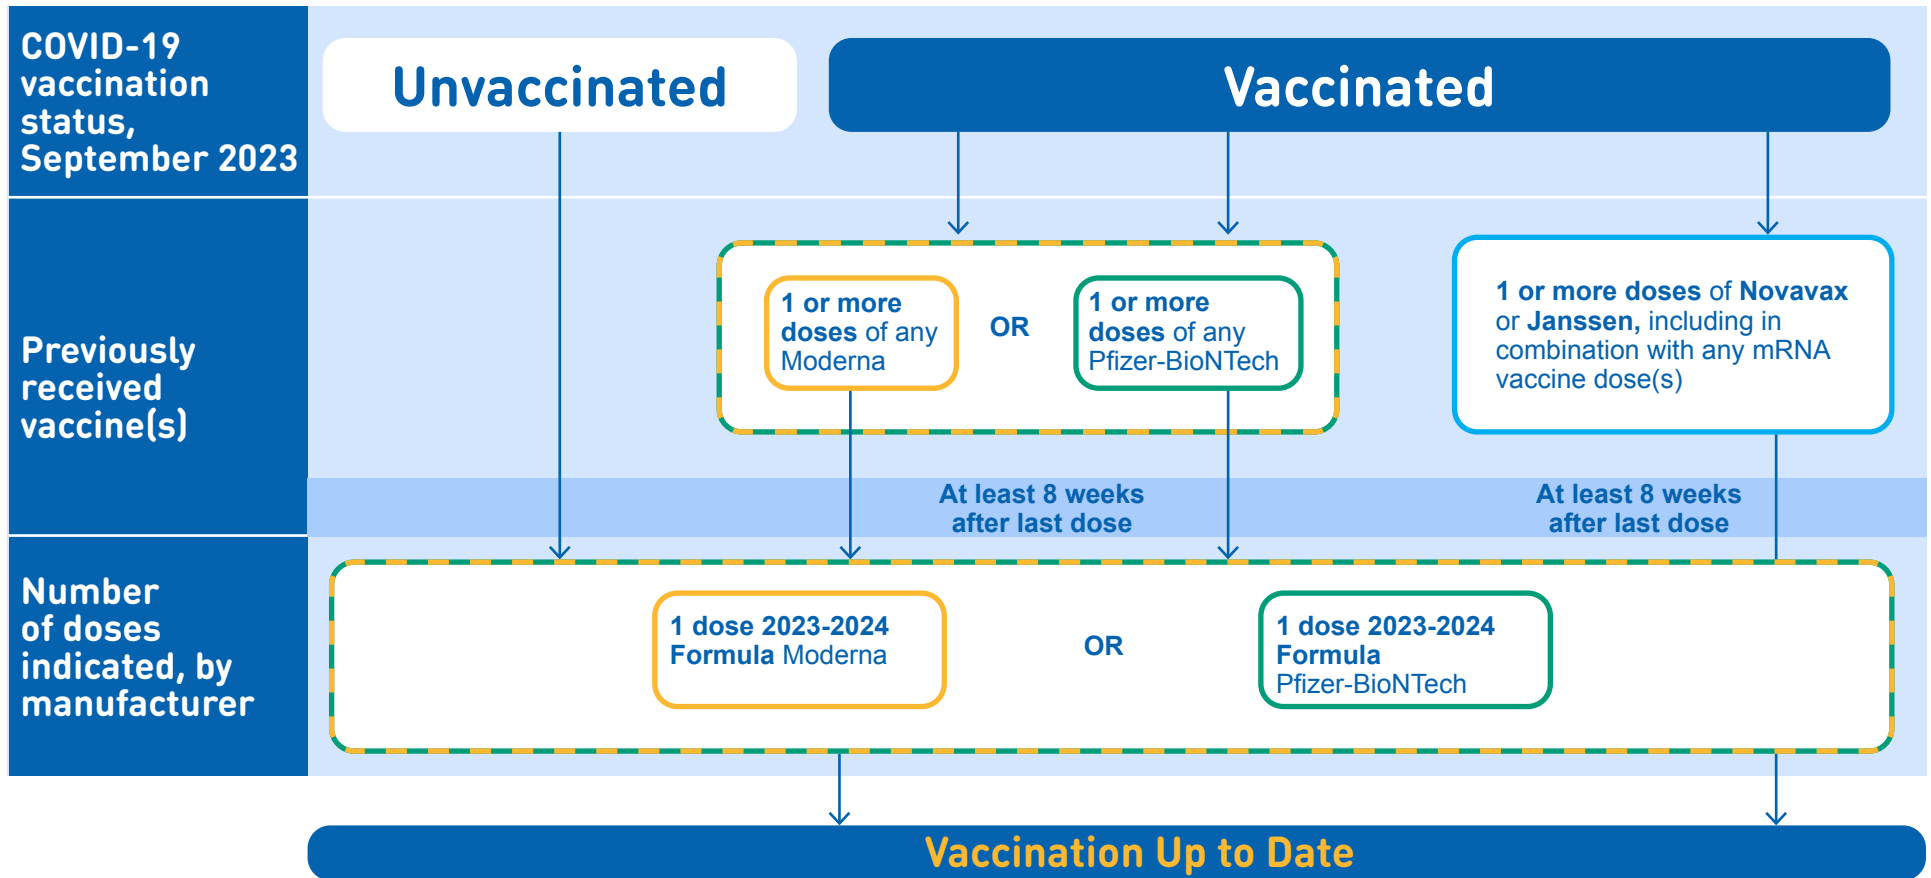 COVID-19
vaccination
status,
September 2023
Unvaccinated
Vaccinated
Previously
received
vaccine(s)
1 or more
doses of any
Moderna
OR
1 or more
doses of any
Pfizer-BioNTech
1 or more doses of Novavax
or Janssen, including in
combination with any mRNA
vaccine dose(s)
At least 8 weeks
after last dose
At least 8 weeks
after last dose
Number
of doses
indicated, by
manufacturer
1 dose 2023-2024
Formula Moderna
OR
1 dose 2023-2024
Formula
Pfizer-BioNTech
Vaccination Up to Date